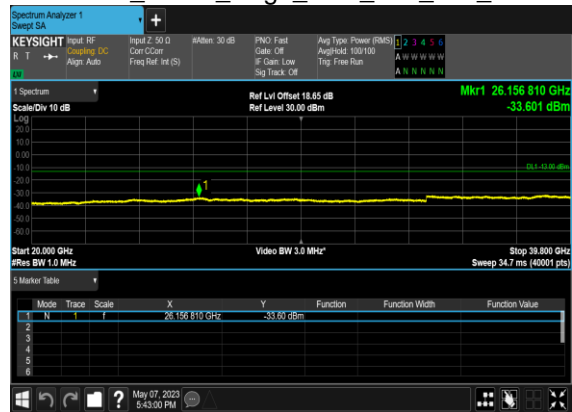 Spectrum Analyzer 1
Swept SA
KEYSIGHT
R T
LW
Input: RF
Coupling: DC
Align: Auto
Input Z: 50 Ω
Corr CCorr
Freq Ref: Int (S)
#Atten: 30 dB
PNO: Fast
Gate: Off
IF Gain: Low
Sig Track: Off
Avg Type: Power (RMS)
Avg|Hold: 100/100
Trig: Free Run
1 2 3 4 5 6
A W W W W W
A N N N N N
1 Spectrum
Scale/Div 10 dB
Ref Lvl Offset 18.65 dB
Ref Level 30.00 dBm
Mkr1 26.156 810 GHz
-33.601 dBm
Log
20.0
10.0
0.00
-10.0
-20.0
-30.0
-40.0
-50.0
-60.0
DL1 -13.00 dBm
1
Start 20.000 GHz
#Res BW 1.0 MHz
Video BW 3.0 MHz*
Stop 39.800 GHz
Sweep 34.7 ms (40001 pts)
5 Marker Table
Mode Trace Scale X Y Function Function Width Function Value
1 N 1 f 26.156 810 GHz -33.60 dBm
2
3
4
5
6
? May 07, 2023
5:43:00 PM